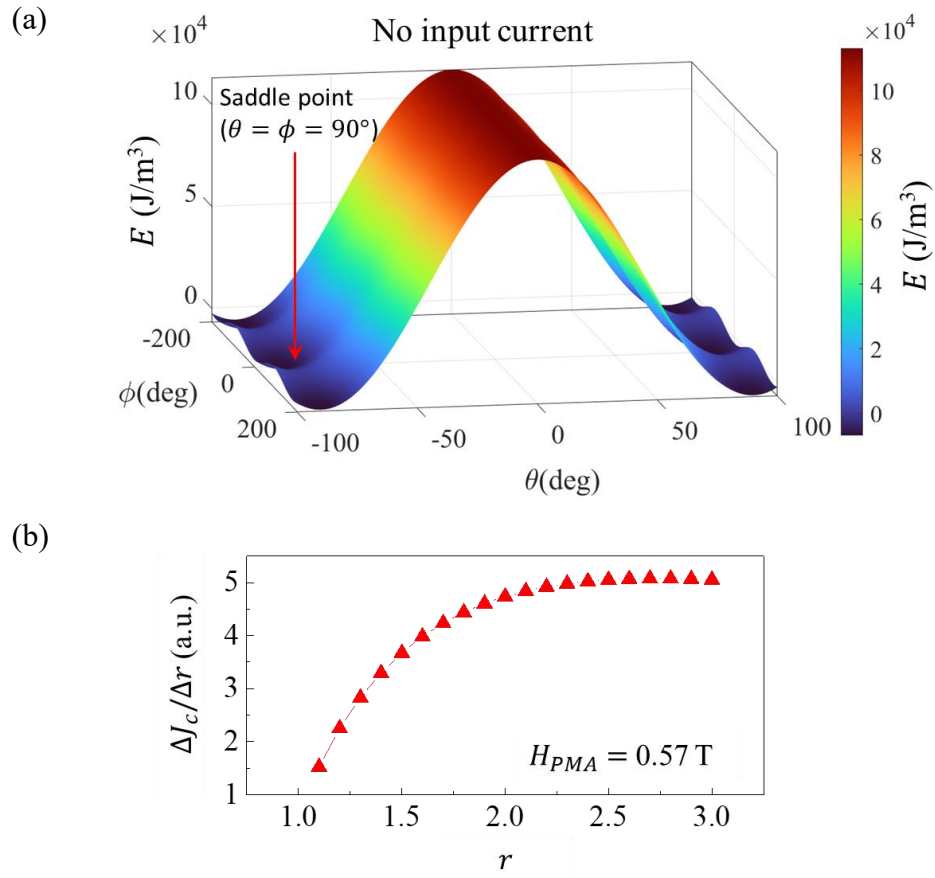 (a)
No input current
×10⁴
×10⁴
Saddle point
(θ = ϕ = 90°)
10
5
0
E (J/m³)
-200
0
200
ϕ(deg)
-100
-50
0
50
100
θ(deg)
10
8
6
4
2
0
E (J/m³)
(b)
5
4
3
2
1
ΔJ_c/Δr (a.u.)
H_PMA = 0.57 T
1.0 1.5 2.0 2.5 3.0
r